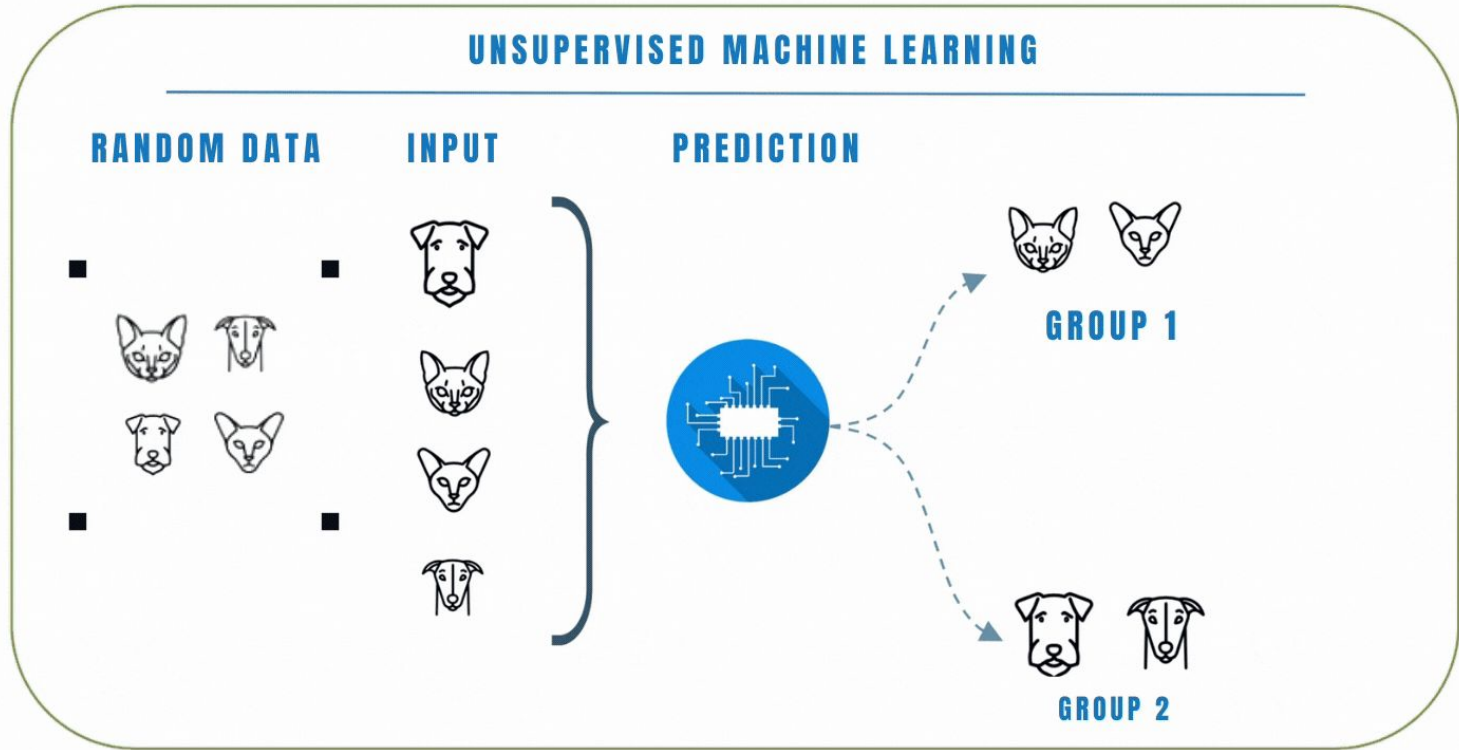 UNSUPERVISED MACHINE LEARNING
RANDOM DATA
INPUT
PREDICTION
GROUP 1
GROUP 2